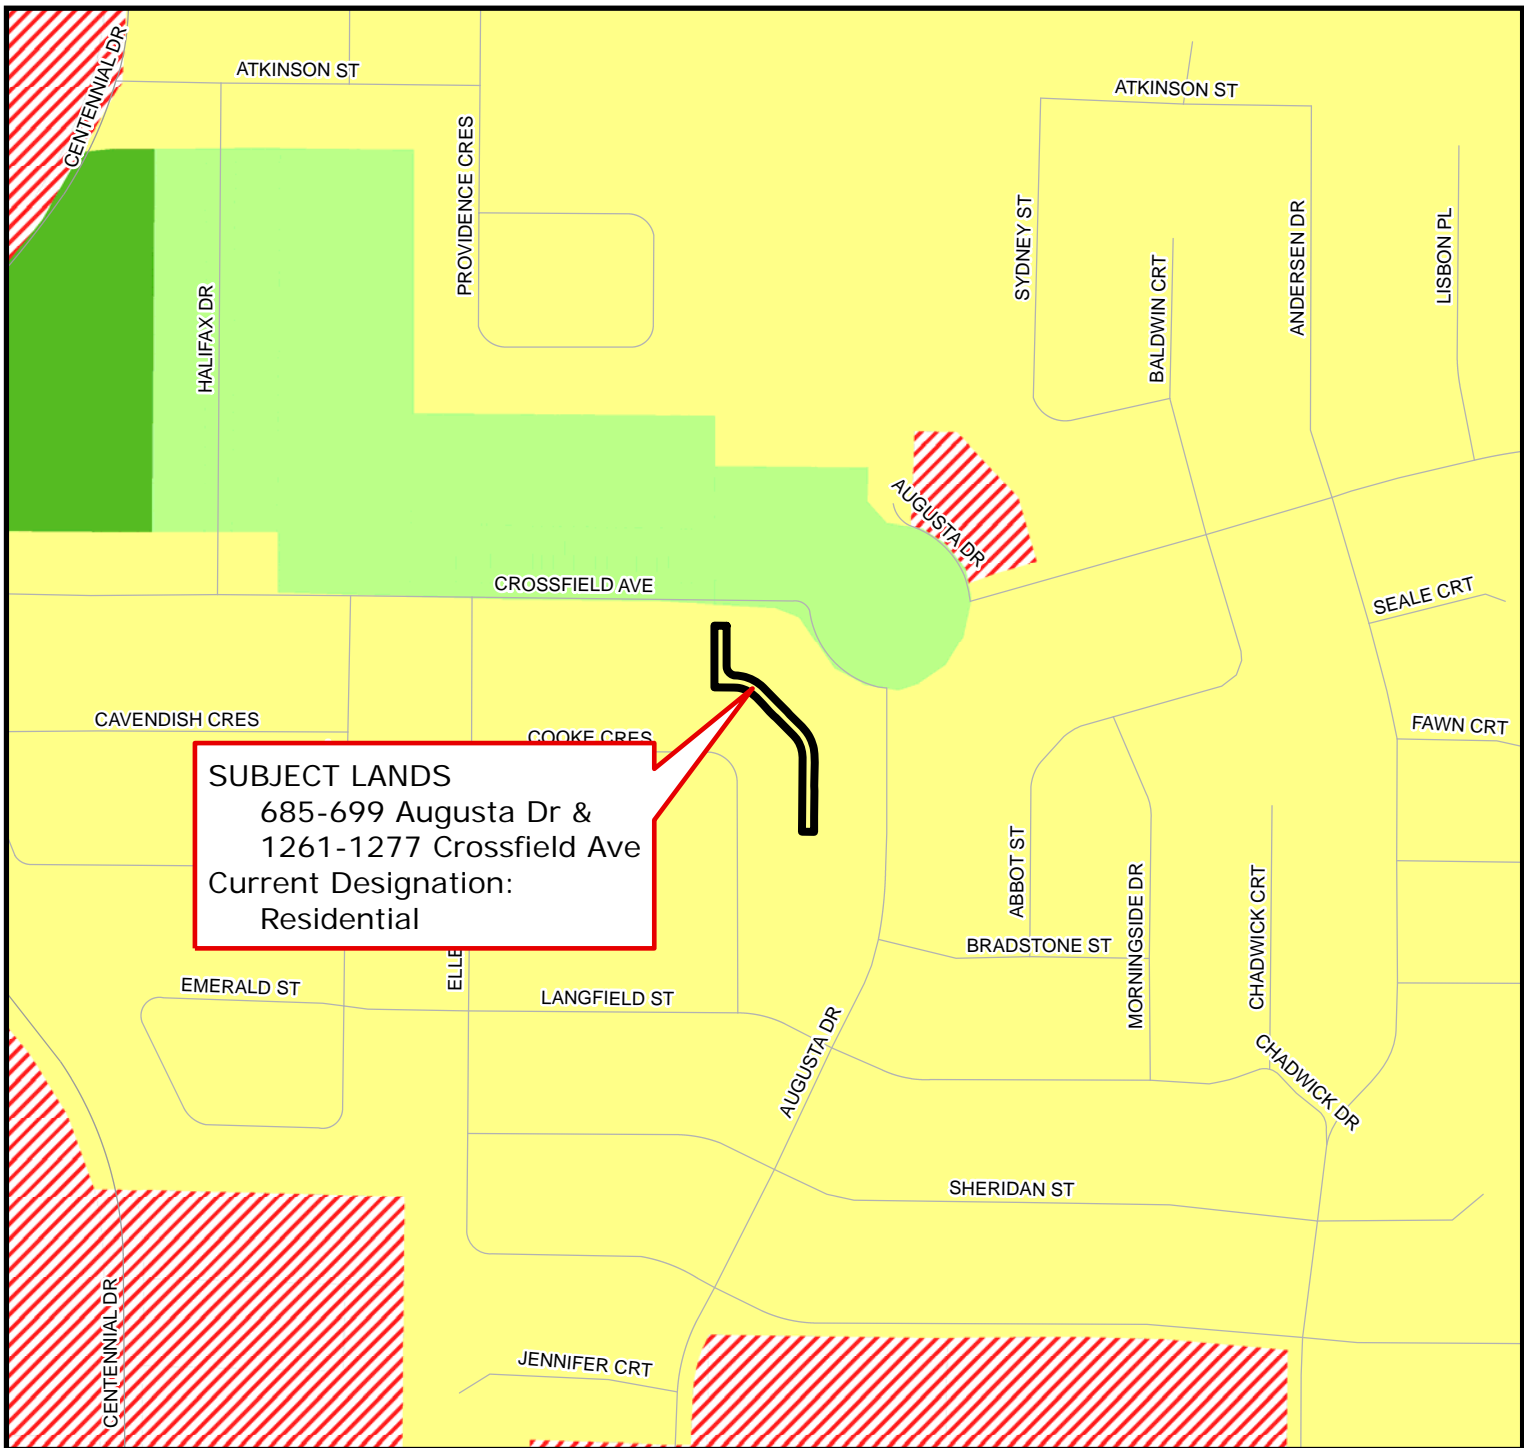 CENTENNIAL DR
ATKINSON ST
ATKINSON ST
PROVIDENCE CRES
SYDNEY ST
ANDERSEN DR
LISBON PL
BALDWIN CRT
HALIFAX DR
AUGUSTA DR
CROSSFIELD AVE
SEALE CRT
CAVENDISH CRES
COOKE CRES
FAWN CRT
SUBJECT LANDS
685-699 Augusta Dr &
1261-1277 Crossfield Ave
Current Designation:
Residential
ABBOT ST
MORNINGSIDE DR
CHADWICK CRT
BRADSTONE ST
ELLE
EMERALD ST
LANGFIELD ST
AUGUSTA DR
CHADWICK DR
SHERIDAN ST
CENTENNIAL DR
JENNIFER CRT